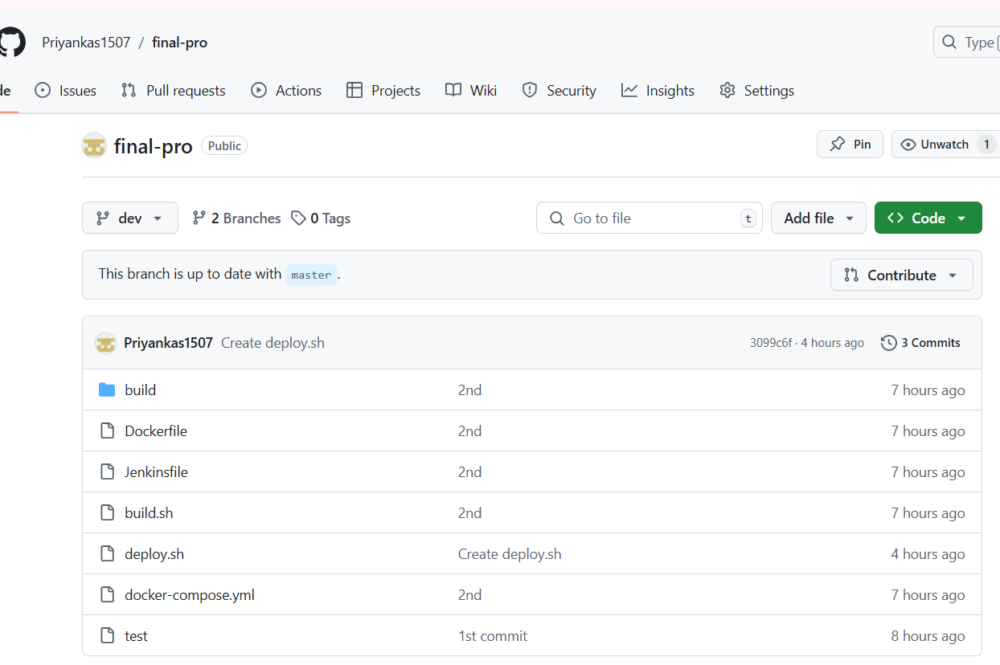 Priyankas1507 / final-pro
Type
de Issues Pull requests Actions Projects Wiki Security Insights Settings
final-pro Public Pin Unwatch 1
dev 2 Branches 0 Tags Go to file t Add file Code
This branch is up to date with master . Contribute
Priyankas1507 Create deploy.sh 3099c6f · 4 hours ago 3 Commits
build 2nd 7 hours ago
Dockerfile 2nd 7 hours ago
Jenkinsfile 2nd 7 hours ago
build.sh 2nd 7 hours ago
deploy.sh Create deploy.sh 4 hours ago
docker-compose.yml 2nd 7 hours ago
test 1st commit 8 hours ago